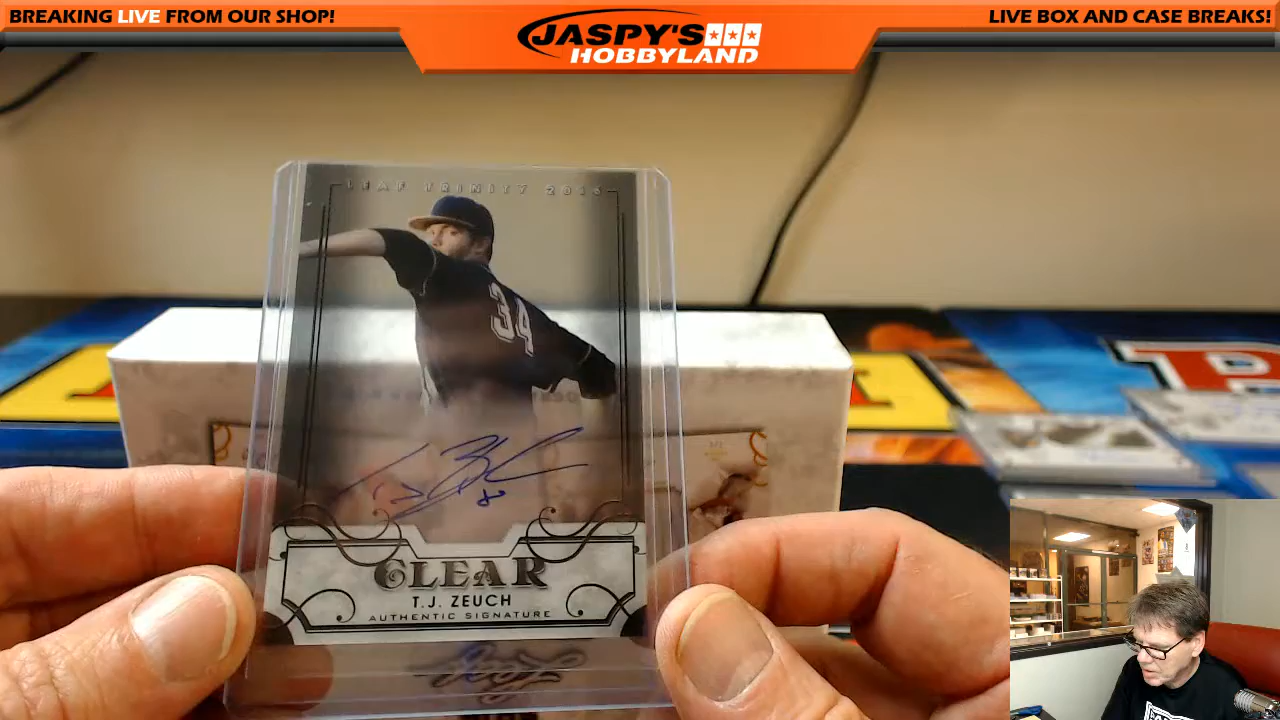 BREAKING LIVE FROM OUR SHOP!
JASPY'S
HOBBYLAND
LIVE BOX AND CASE BREAKS!
LEAF TRINITY 2016
34
CLEAR
T.J. ZEUCH
AUTHENTIC SIGNATURE